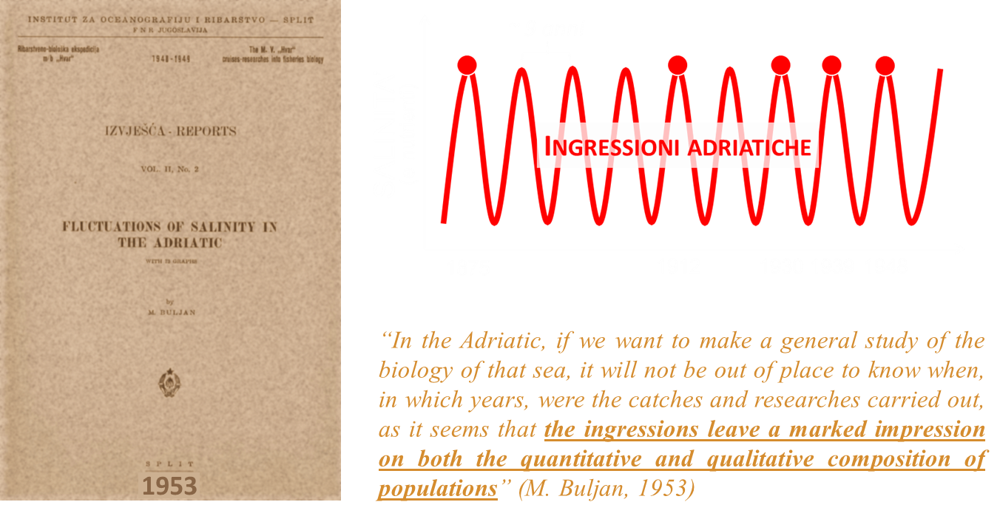 INSTITUT ZA OCEANOGRAFIJU I RIBARSTVO — SPLIT
FNR JUGOSLAVIJA
Ribarstveno-biološka ekspedicija
m/b „Hvar"
1948-1949
The M. V. „Hvar"
cruises-researches into fisheries biology
IZVJEŠĆA - REPORTS
VOL. II, No. 2
FLUCTUATIONS OF SALINITY IN
THE ADRIATIC
WITH GRAPHS
by
M. BULJAN
SPLIT
1953
INGRESSIONI ADRIATICHE
“In the Adriatic, if we want to make a general study of the
biology of that sea, it will not be out of place to know when,
in which years, were the catches and researches carried out,
as it seems that the ingressions leave a marked impression
on both the quantitative and qualitative composition of
populations” (M. Buljan, 1953)